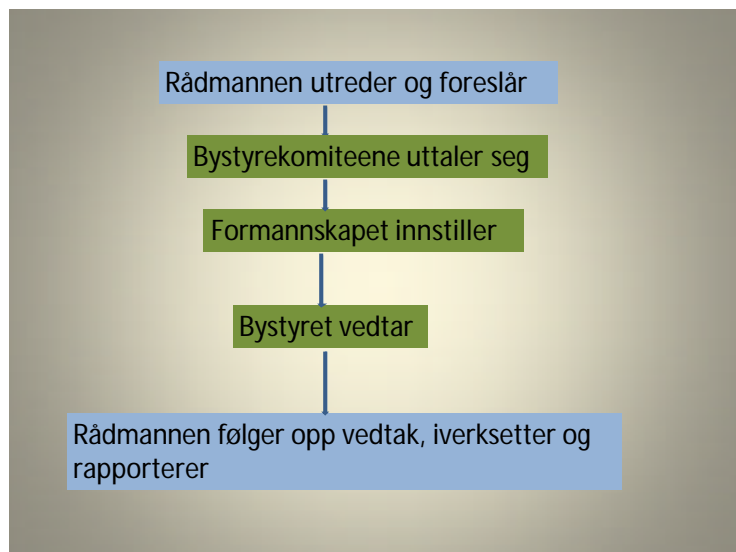 Rådmannen utreder og foreslår
Bystyrekomiteene uttaler seg
Formannskapet innstiller
Bystyret vedtar
Rådmannen følger opp vedtak, iverksetter og
rapporterer